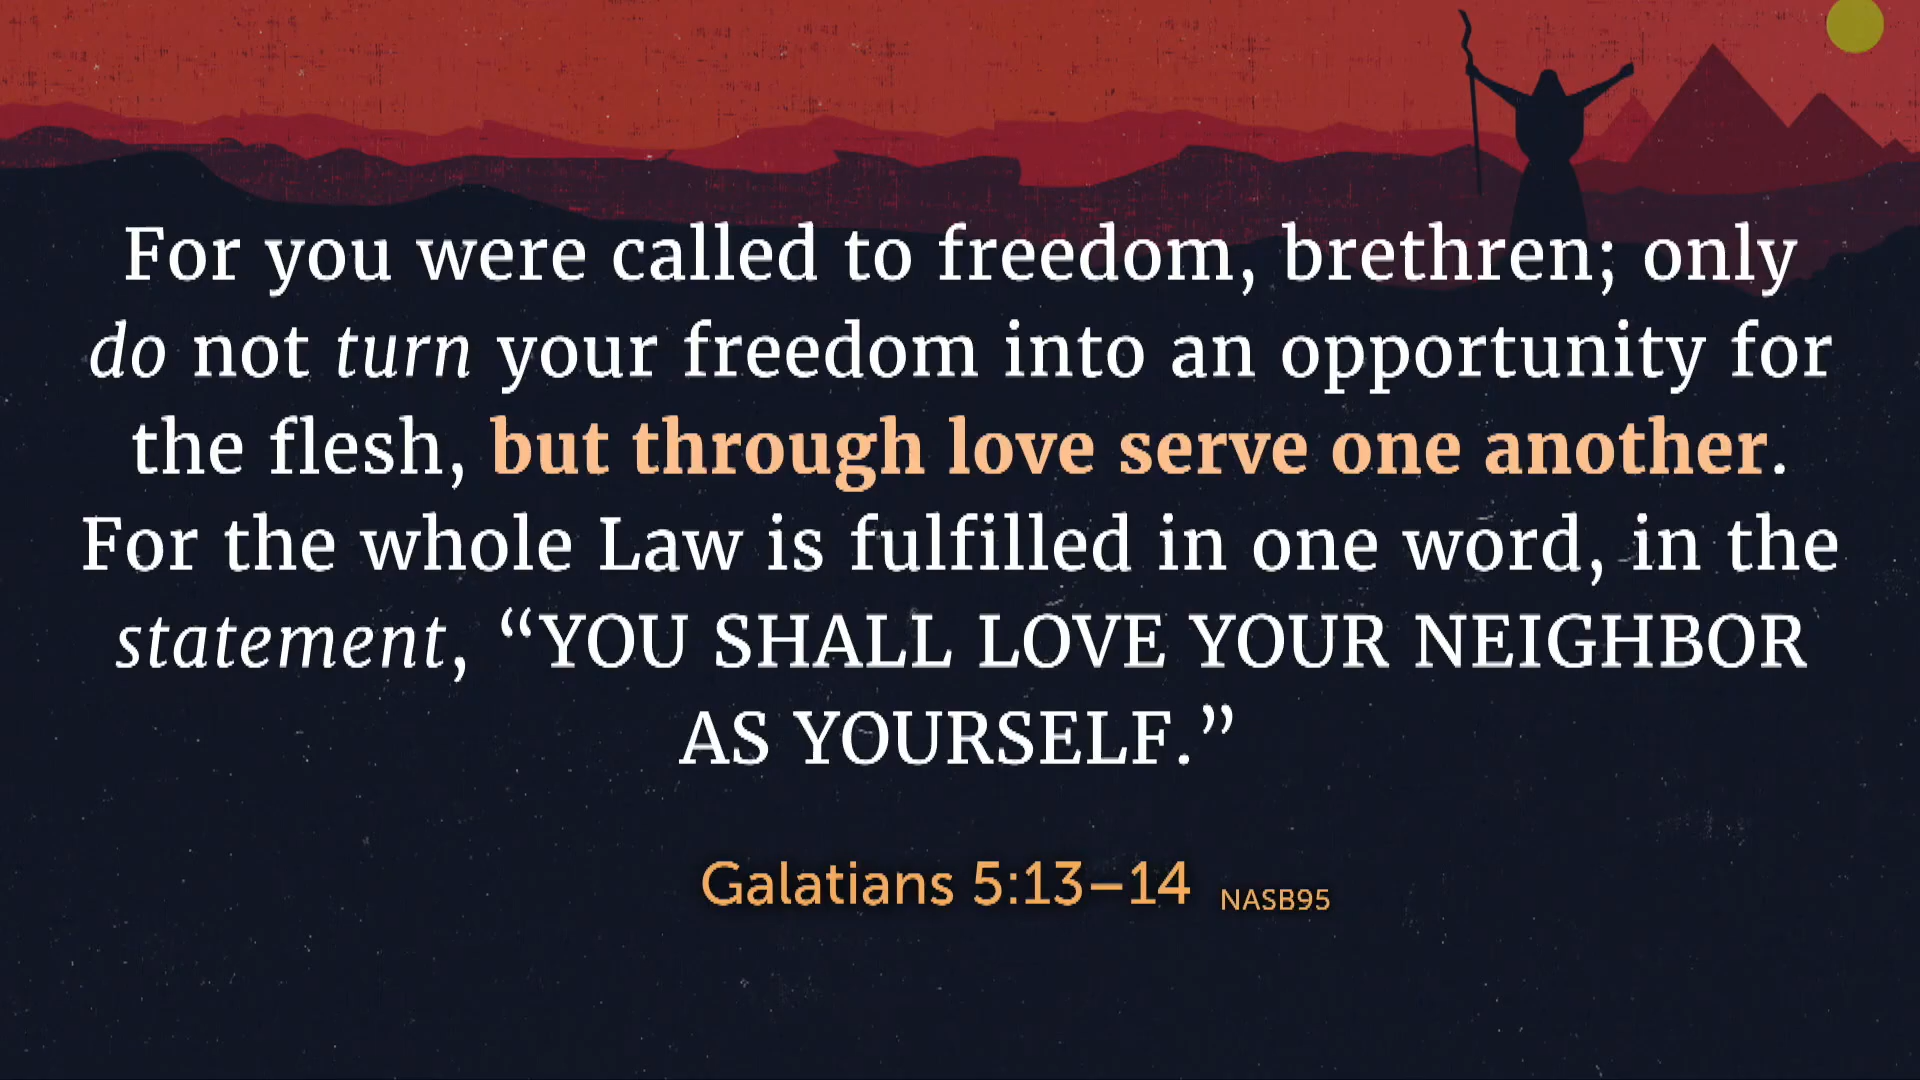 For you were called to freedom, brethren; only
do not turn your freedom into an opportunity for
the flesh, but through love serve one another.
For the whole Law is fulfilled in one word, in the
statement, “YOU SHALL LOVE YOUR NEIGHBOR
AS YOURSELF.”
Galatians 5:13–14 NASB95